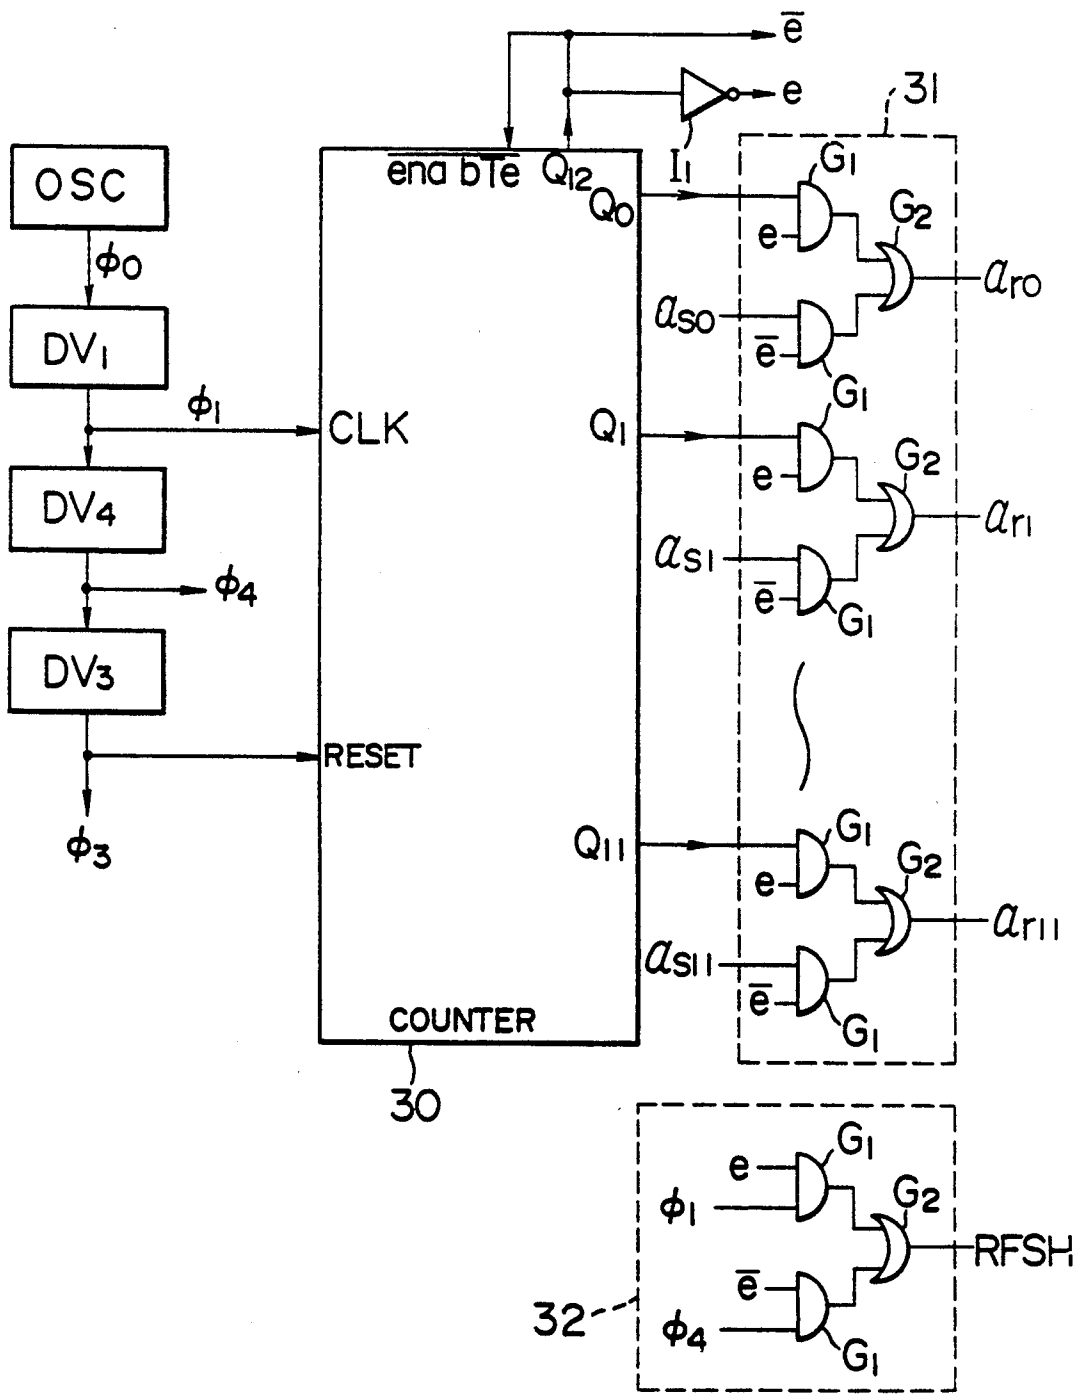 e̅
e
31
OSC
e̅n̅a̅ ̅b̅T̅e̅ Q12
I1
G1
Q0
e
G2
ar0
ϕ0
DV1
as0
e̅
G1
ϕ1
CLK
Q1
e
G2
ar1
DV4
as1
e̅
G1
ϕ4
DV3
RESET
ϕ3
Q11
G1
e
G2
ar11
as11
e̅
G1
COUNTER
30
e
G1
ϕ1
G2
RFSH
e̅
32
ϕ4
G1